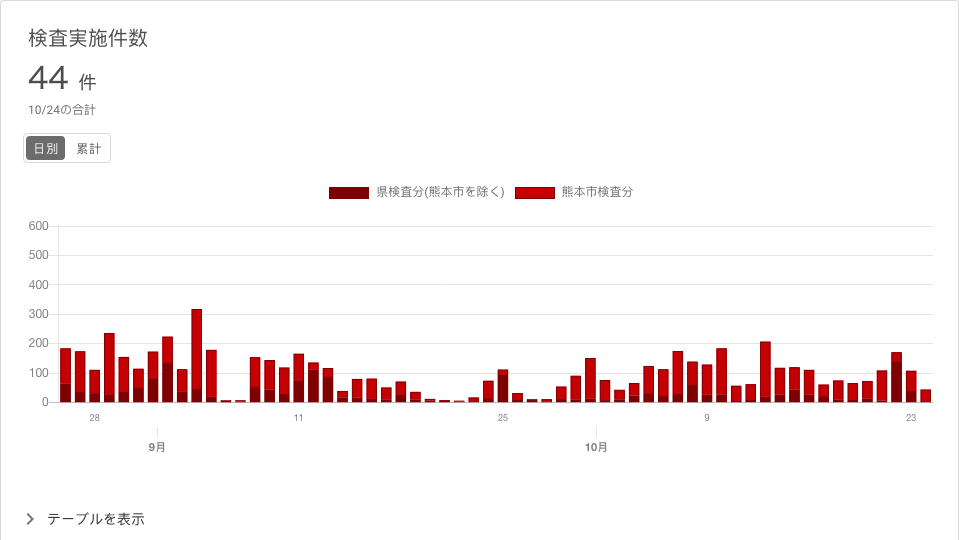 検査実施件数
44 件
10/24の合計
日別 累計
県検査分(熊本市を除く) 熊本市検査分
600
500
400
300
200
100
0
28 11 25 9 23
9月 10月
テーブルを表示